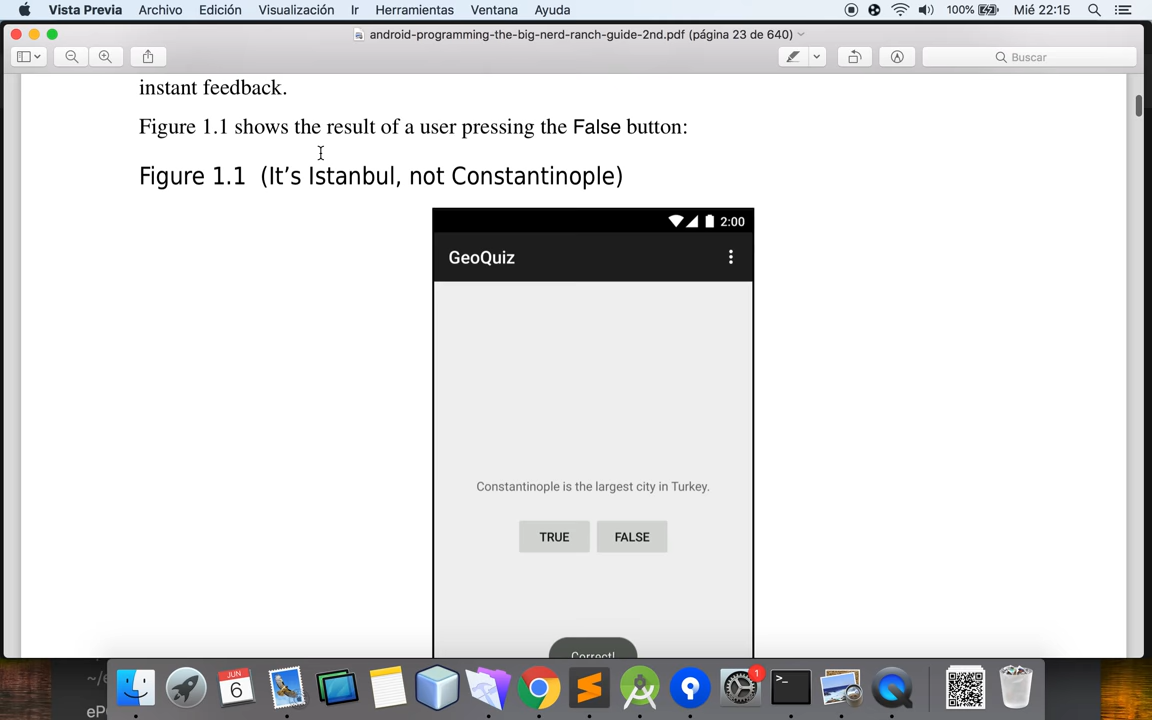 Vista Previa Archivo Edición Visualización Ir Herramientas Ventana Ayuda 100% Mié 22:15
android-programming-the-big-nerd-ranch-guide-2nd.pdf (página 23 de 640)
Buscar
instant feedback.
Figure 1.1 shows the result of a user pressing the False button:
Figure 1.1 (It’s Istanbul, not Constantinople)
2:00
GeoQuiz
Constantinople is the largest city in Turkey.
TRUE FALSE
Correct!
JUN
6
1
>_
~/e
eP